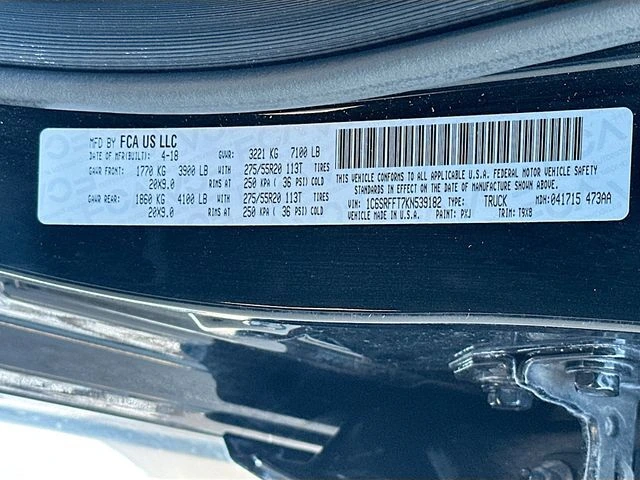 MFD BY FCA US LLC
DATE OF MFR(BUILT): 4-18 GVWR: 3221 KG 7100 LB
GAWR FRONT: 1770 KG 3900 LB WITH 275/55R20 113T TIRES
20X9.0 RIMS AT 250 KPA ( 36 PSI) COLD
GAWR REAR: 1860 KG 4100 LB WITH 275/55R20 113T TIRES
20X9.0 RIMS AT 250 KPA ( 36 PSI) COLD
THIS VEHICLE CONFORMS TO ALL APPLICABLE U.S.A. FEDERAL MOTOR VEHICLE SAFETY
STANDARDS IN EFFECT ON THE DATE OF MANUFACTURE SHOWN ABOVE.
VIN: 1C6SRFFT7KN539182 TYPE: TRUCK MDH: 041715 473AA
VEHICLE MADE IN U.S.A. PAINT: PXJ TRIM: T9X8